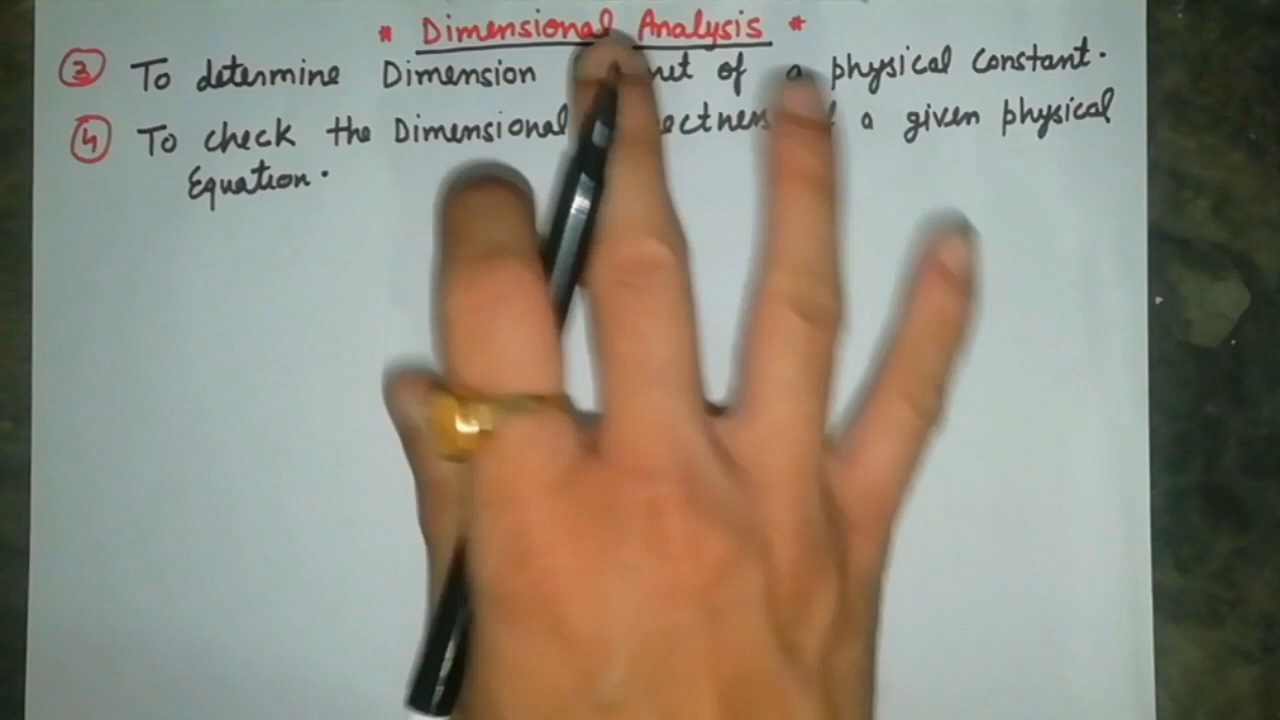 * Dimensional Analysis *
③ To determine Dimension of a physical constant.
④ To check the Dimensional a given physical
Equation.